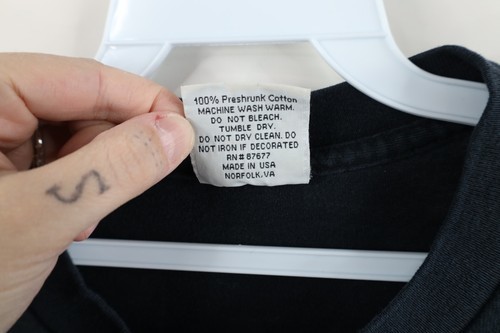 100% Preshrunk Cotton
MACHINE WASH WARM.
DO NOT BLEACH.
TUMBLE DRY.
DO NOT DRY CLEAN. DO
NOT IRON IF DECORATED
RN# 87677
MADE IN USA
NORFOLK, VA
S